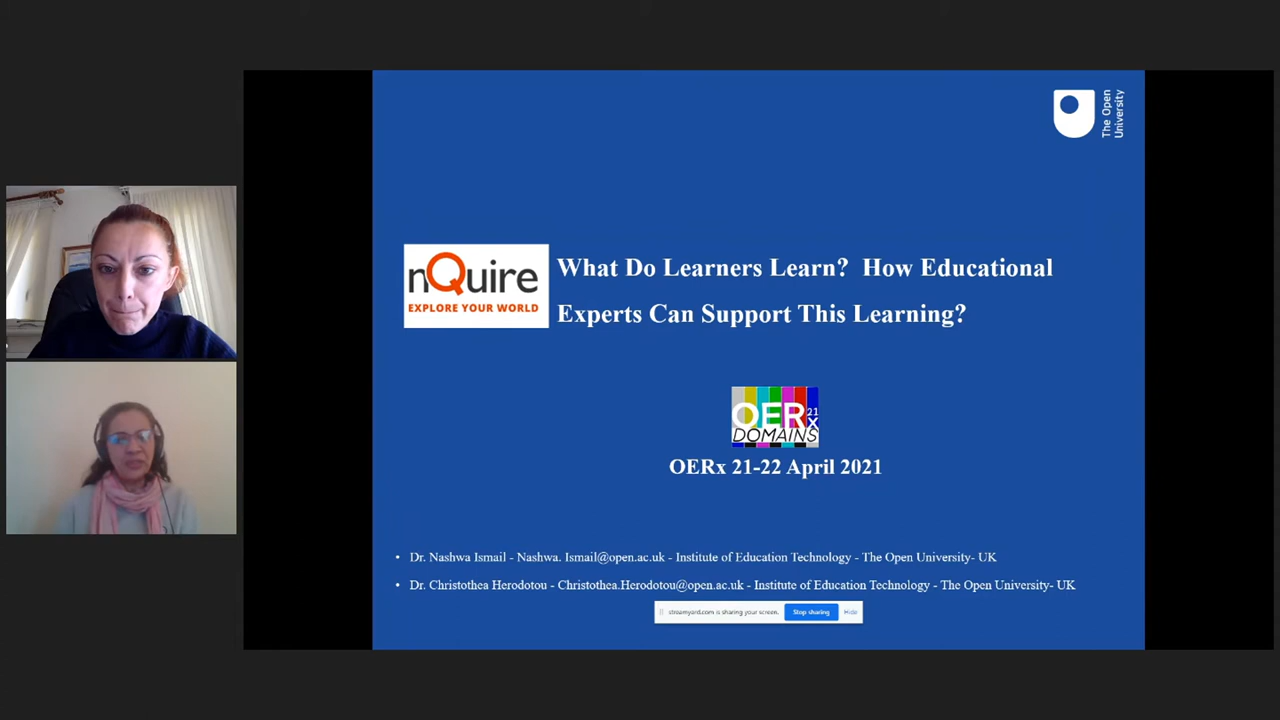 The Open
University
nQuire
EXPLORE YOUR WORLD
What Do Learners Learn?  How Educational
Experts Can Support This Learning?
OER 21
x
DOMAINS
OERx 21-22 April 2021
• Dr. Nashwa Ismail - Nashwa. Ismail@open.ac.uk - Institute of Education Technology - The Open University- UK
• Dr. Christothea Herodotou - Christothea.Herodotou@open.ac.uk - Institute of Education Technology - The Open University- UK
streamyard.com is sharing your screen. Stop sharing Hide